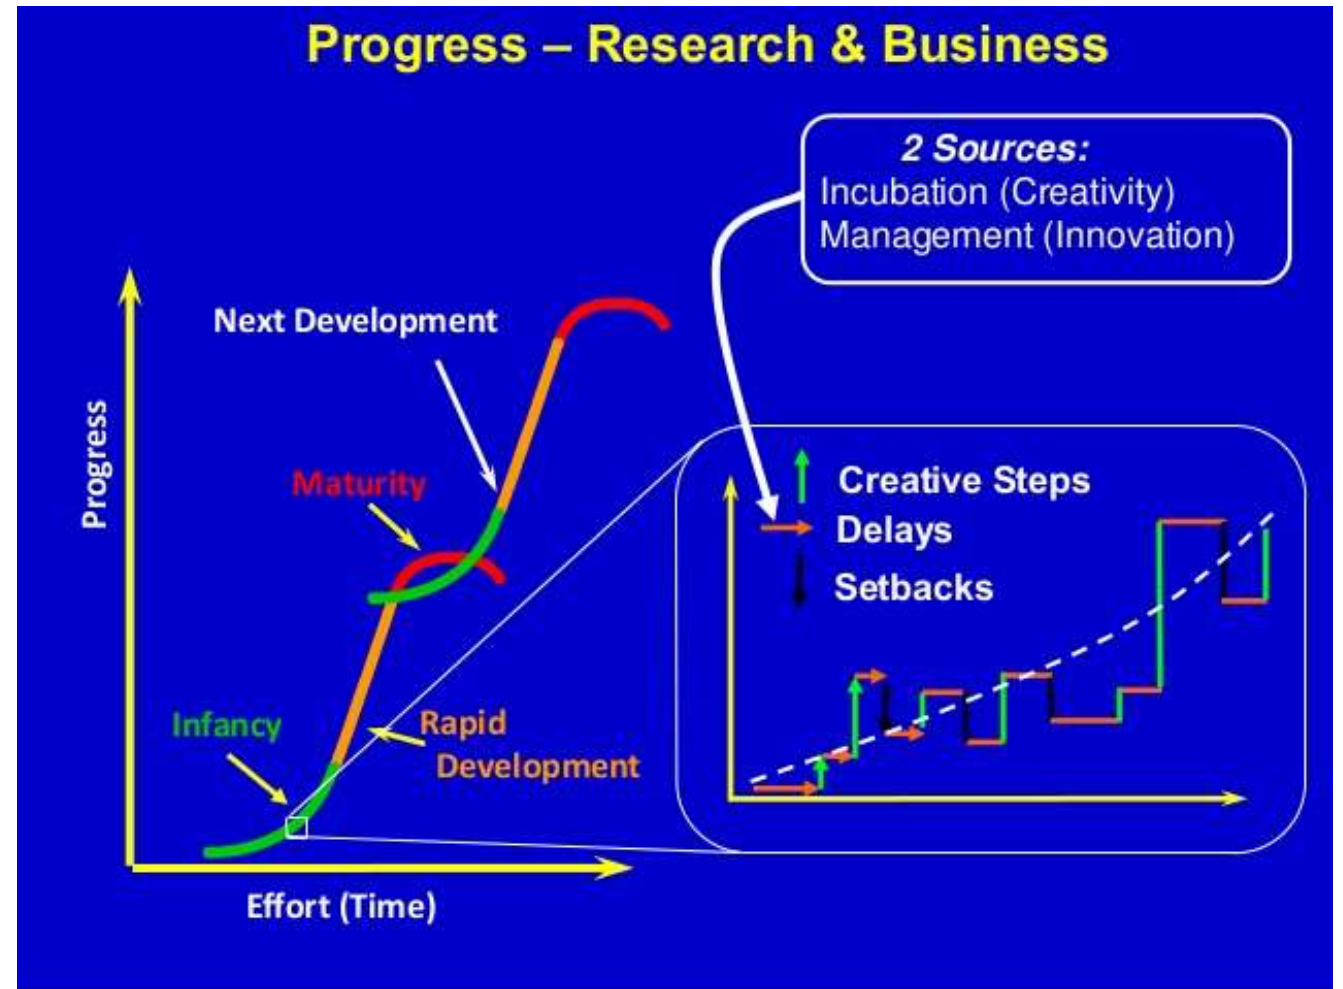 Progress – Research & Business
2 Sources:
Incubation (Creativity)
Management (Innovation)
Next Development
Maturity
Progress
Infancy
Rapid
Development
Effort (Time)
Creative Steps
Delays
Setbacks